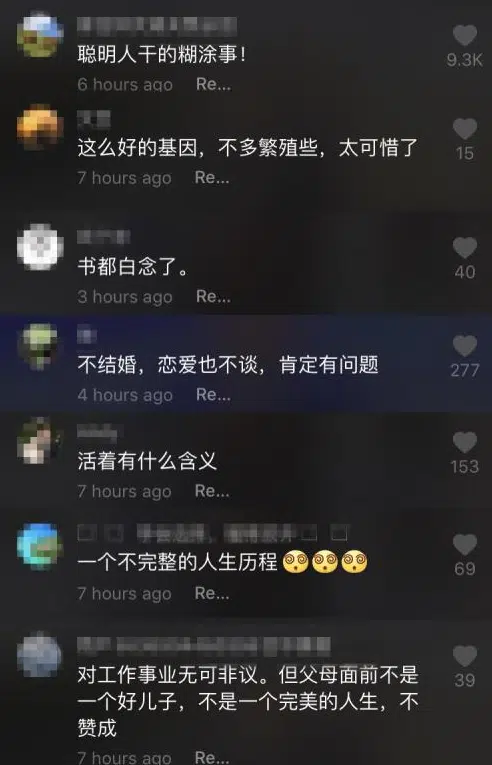 聪明人干的糊涂事！
9.3K
6 hours ago Re...
这么好的基因，不多繁殖些，太可惜了
15
7 hours ago Re...
书都白念了。
40
3 hours ago Re...
不结婚，恋爱也不谈，肯定有问题
277
4 hours ago Re...
活着有什么含义
153
7 hours ago Re...
一个不完整的人生历程😵😵😵
69
7 hours ago Re...
对工作事业无可非议。但父母面前不是
39
一个好儿子，不是一个完美的人生，不
赞成
7 hours ago Re...